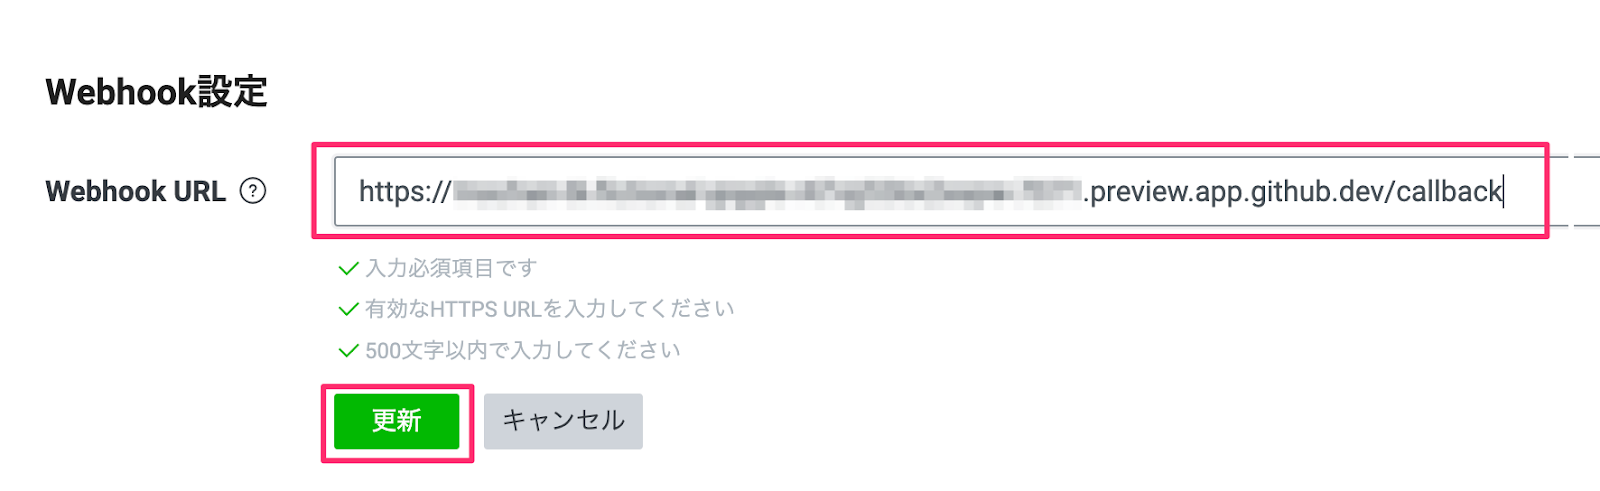 Webhook設定
Webhook URL ?
https:// .preview.app.github.dev/callback
入力必須項目です
有効なHTTPS URLを入力してください
500文字以内で入力してください
更新 キャンセル